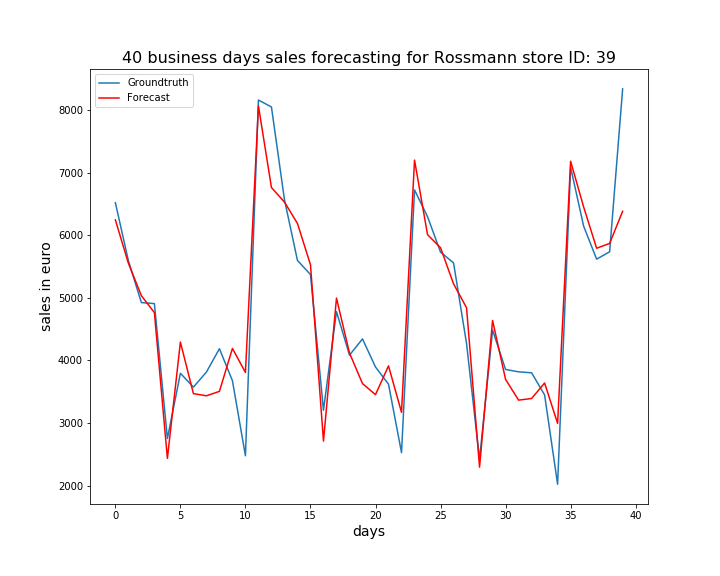 40 business days sales forecasting for Rossmann store ID: 39
Groundtruth
Forecast
sales in euro
8000
7000
6000
5000
4000
3000
2000
0 5 10 15 20 25 30 35 40
days